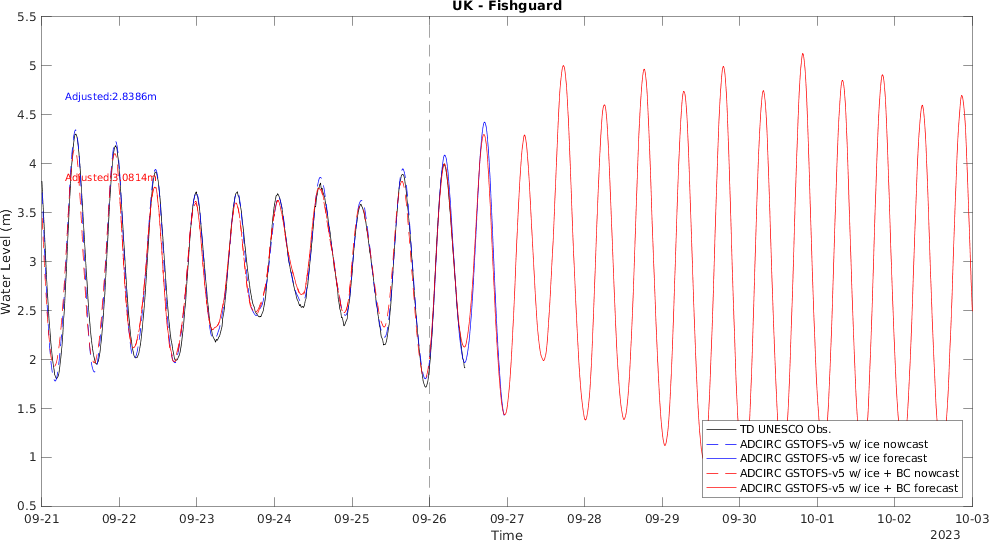 UK - Fishguard
5.5
5
4.5
4
3.5
3
2.5
2
1.5
1
0.5
Water Level (m)
Adjusted:2.8386m
Adjusted:3.0814m
TD UNESCO Obs.
ADCIRC GSTOFS-v5 w/ ice nowcast
ADCIRC GSTOFS-v5 w/ ice forecast
ADCIRC GSTOFS-v5 w/ ice + BC nowcast
ADCIRC GSTOFS-v5 w/ ice + BC forecast
09-21 09-22 09-23 09-24 09-25 09-26 09-27 09-28 09-29 09-30 10-01 10-02 10-03
Time
2023